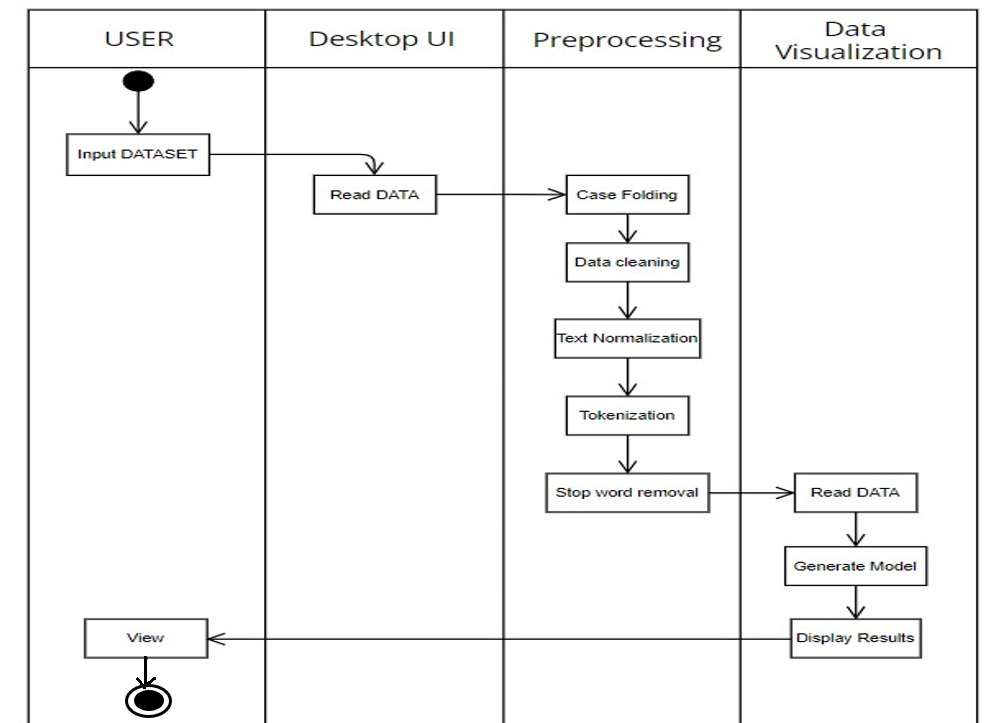 USER
Desktop UI
Preprocessing
Data
Visualization
Input DATASET
Read DATA
Case Folding
Data cleaning
Text Normalization
Tokenization
Stop word removal
Read DATA
Generate Model
Display Results
View